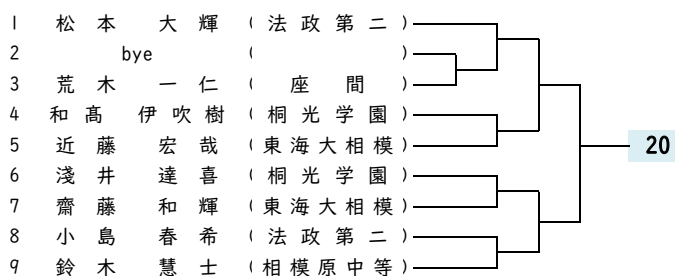 1 松本 大輝 (法政第二)
2 bye ( )
3 荒木 一仁 (座間)
4 和髙 伊吹樹 (桐光学園)
5 近藤 宏哉 (東海大相模)
20
6 淺井 達喜 (桐光学園)
7 齋藤 和輝 (東海大相模)
8 小島 春希 (法政第二)
9 鈴木 慧士 (相模原中等)